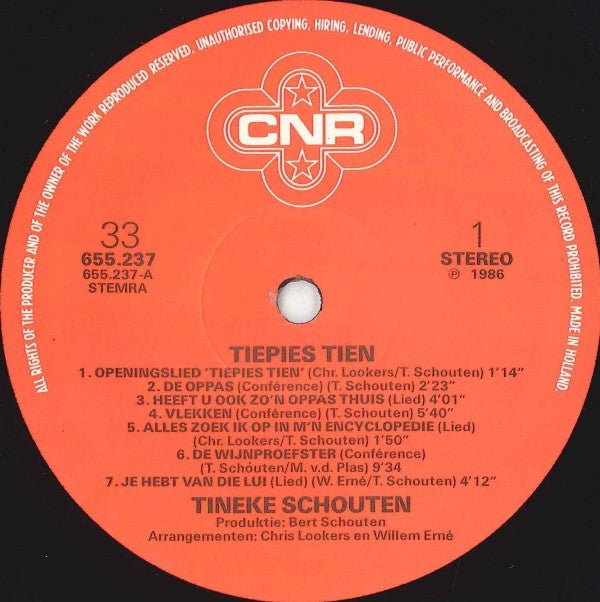 ALL RIGHTS OF THE PRODUCER AND OF THE OWNER OF THE WORK REPRODUCED RESERVED. UNAUTHORISED COPYING, HIRING, LENDING, PUBLIC PERFORMANCE AND BROADCASTING OF THIS RECORD PROHIBITED. MADE IN HOLLAND.
CNR
33
655.237
655.237-A
STEMRA
1
STEREO
℗ 1986
TIEPIES TIEN
1. OPENINGSLIED 'TIEPIES TIEN' (Chr. Lookers/T. Schouten) 1'14"
2. DE OPPAS (Conférence) (T. Schouten) 2'23"
3. HEEFT U OOK ZO'N OPPAS THUIS (Lied) 4'01"
4. VLEKKEN (Conférence) (T. Schouten) 5'40"
5. ALLES ZOEK IK OP IN M'N ENCYCLOPEDIE (Lied)
(Chr. Lookers/T. Schouten) 1'50"
6. DE WIJNPROEFSTER (Conférence)
(T. Schouten/M. v.d. Plas) 9'34
7. JE HEBT VAN DIE LUI (Lied) (W. Erné/T. Schouten) 4'12"
TINEKE SCHOUTEN
Produktie: Bert Schouten
Arrangementen: Chris Lookers en Willem Erné